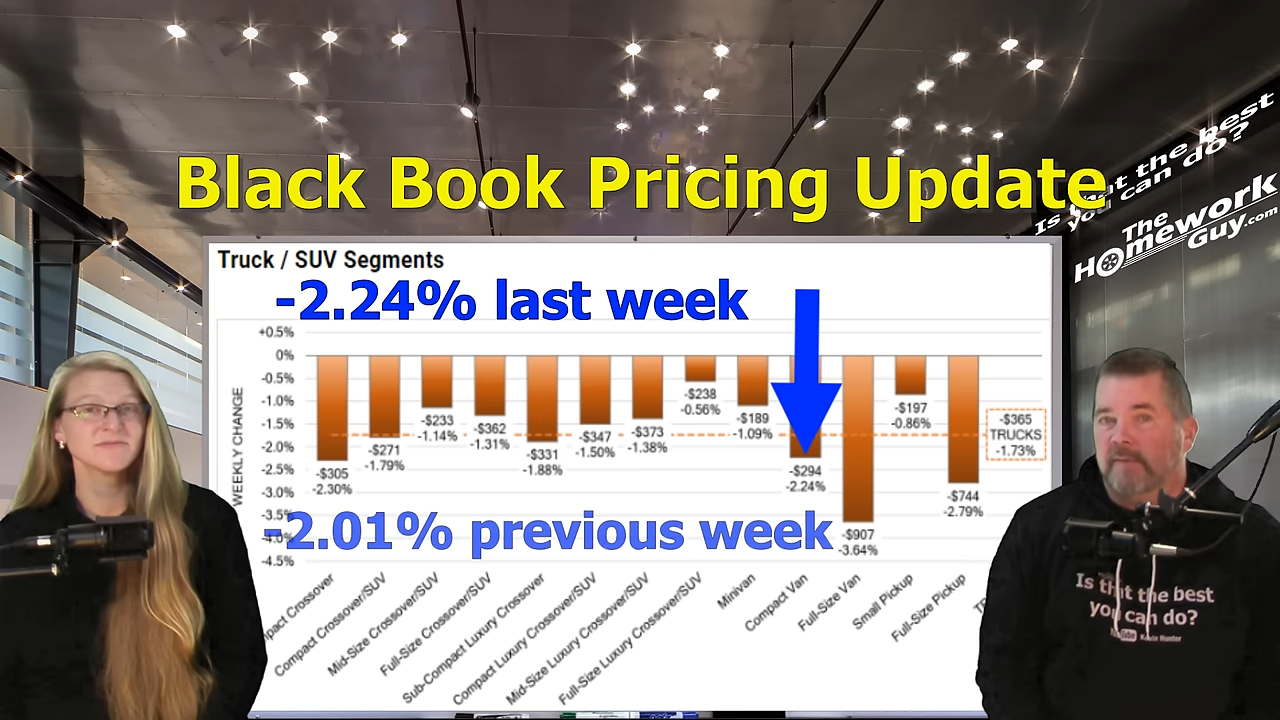 Black Book Pricing Update
Is that the best
you can do?
The
Homework
Guy.com
Truck / SUV Segments
-2.24% last week
WEEKLY CHANGE
+0.5%
0%
-0.5%
-1.0%
-1.5%
-2.0%
-2.5%
-3.0%
-3.5%
-4.0%
-4.5%
-$305
-2.30%
-$271
-1.79%
-$233
-1.14%
-$362
-1.31%
-$331
-1.88%
-$347
-1.50%
-$373
-1.38%
-$238
-0.56%
-$189
-1.09%
-$294
-2.24%
-$907
-3.64%
-$197
-0.86%
-$744
-2.79%
-$365
TRUCKS
-1.73%
-2.01% previous week
Crossover
Compact Crossover/SUV
Mid-Size Crossover/SUV
Full-Size Crossover/SUV
Sub-Compact Luxury Crossover
Compact Luxury Crossover/SUV
Mid-Size Luxury Crossover/SUV
Full-Size Luxury Crossover/SUV
Minivan
Compact Van
Full-Size Van
Small Pickup
Full-Size Pickup
Is that the best
you can do?
YouTube Kevin Hunter